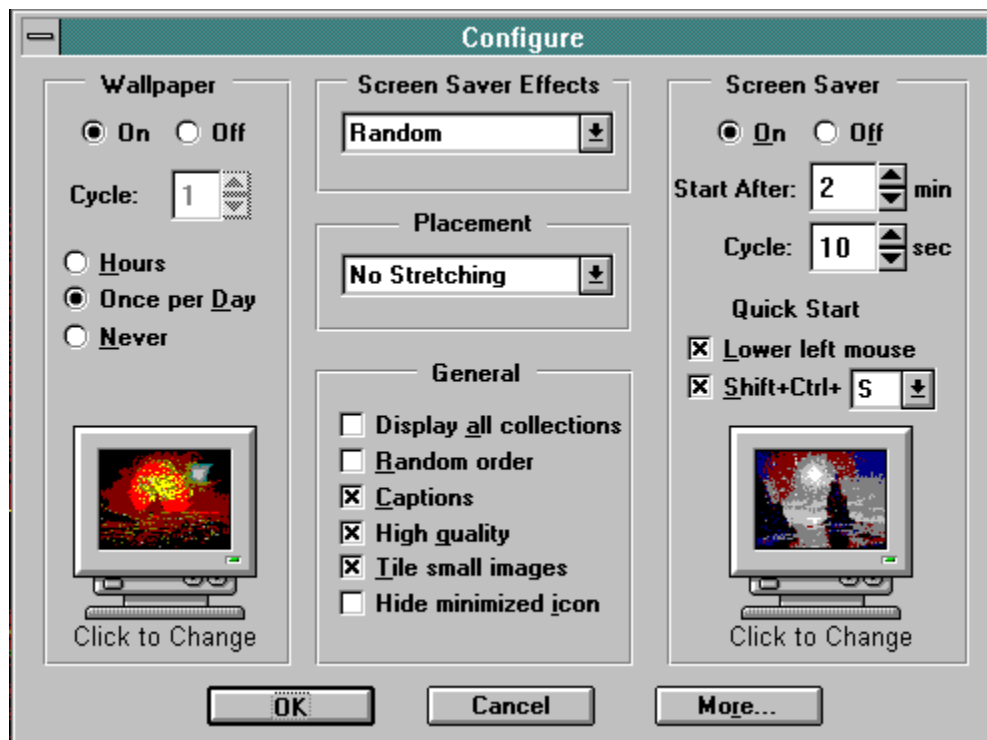 Configure
Wallpaper
On Off
Cycle: 1
Hours
Once per Day
Never
Click to Change
Screen Saver Effects
Random
Placement
No Stretching
General
Display all collections
Random order
Captions
High quality
Tile small images
Hide minimized icon
Screen Saver
On Off
Start After: 2 min
Cycle: 10 sec
Quick Start
Lower left mouse
Shift+Ctrl+ S
Click to Change
OK Cancel More...